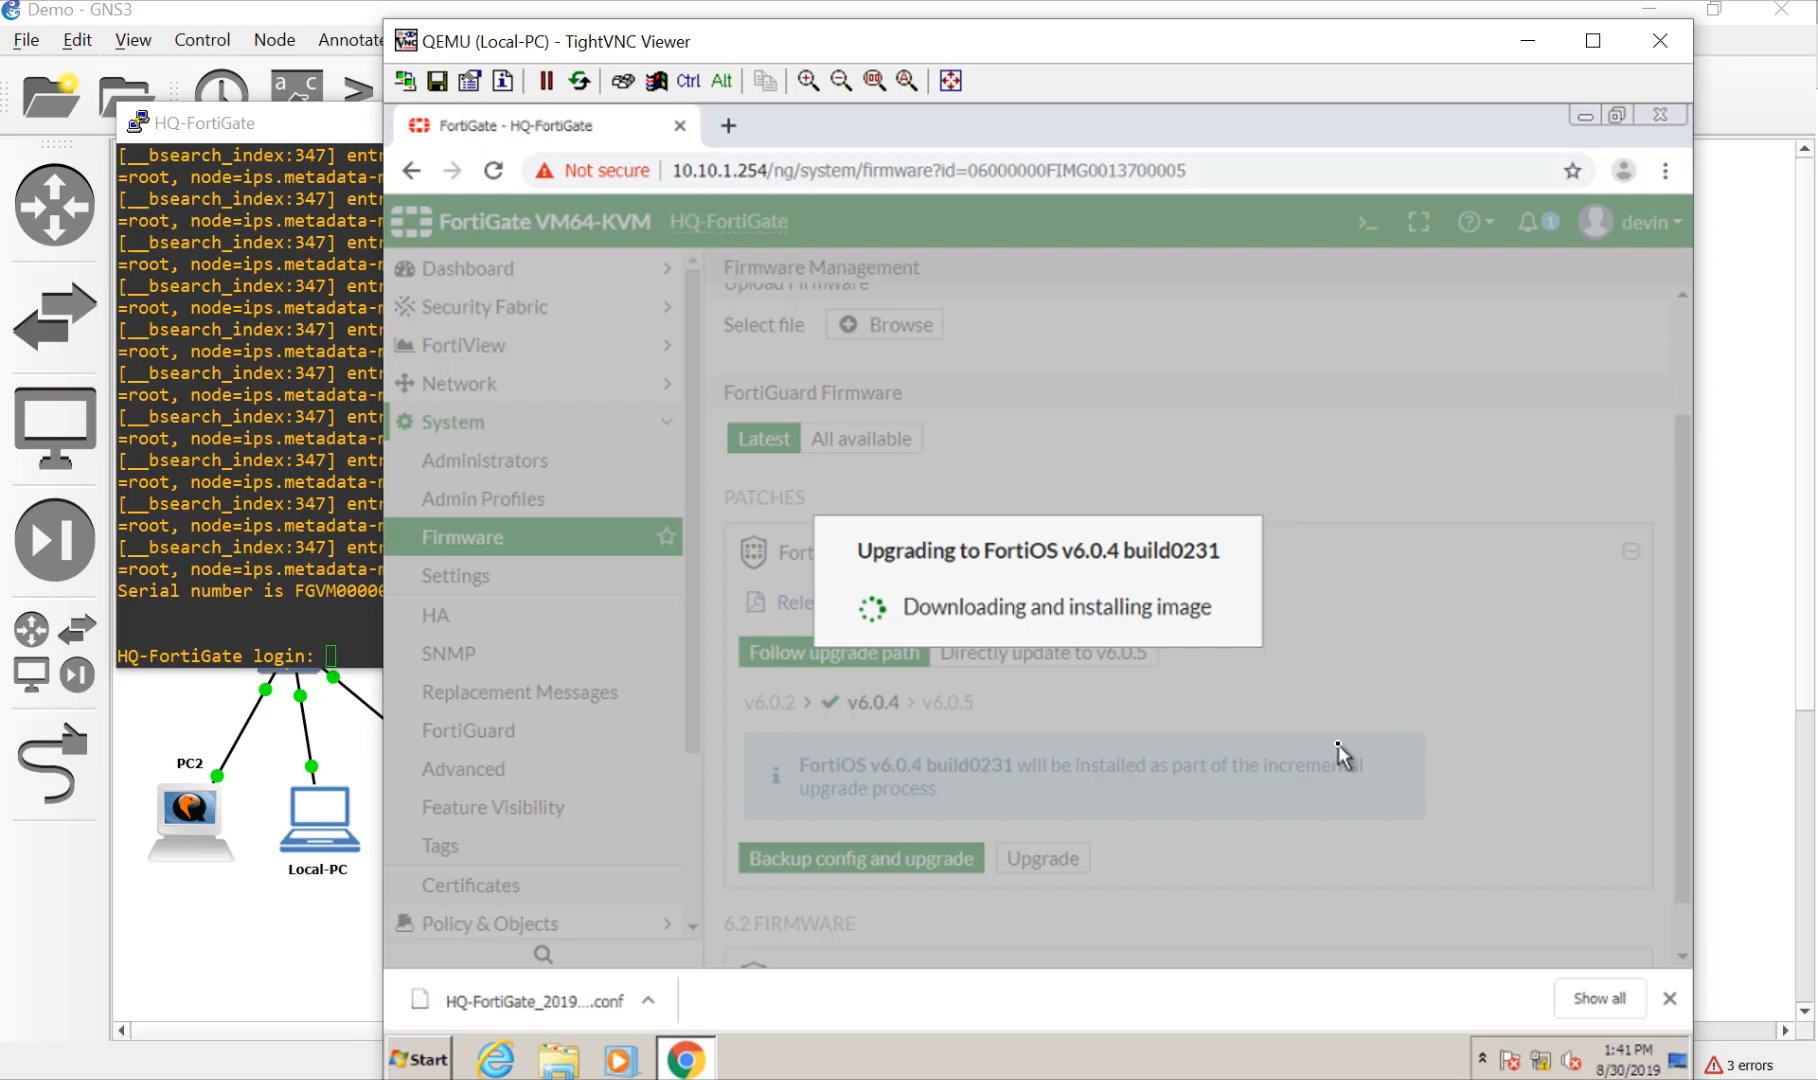 Demo - GNS3
File Edit View Control Node Annotate
HQ-FortiGate
[__bsearch_index:347] entr
=root, node=ips.metadata-m
[__bsearch_index:347] entr
=root, node=ips.metadata-m
[__bsearch_index:347] entr
=root, node=ips.metadata-m
[__bsearch_index:347] entr
=root, node=ips.metadata-m
[__bsearch_index:347] entr
=root, node=ips.metadata-m
[__bsearch_index:347] entr
=root, node=ips.metadata-m
[__bsearch_index:347] entr
=root, node=ips.metadata-m
[__bsearch_index:347] entr
=root, node=ips.metadata-m
[__bsearch_index:347] entr
=root, node=ips.metadata-m
[__bsearch_index:347] entr
=root, node=ips.metadata-m
Serial number is FGVM00000
HQ-FortiGate login:
PC2
Local-PC
QEMU (Local-PC) - TightVNC Viewer
Ctrl Alt
FortiGate - HQ-FortiGate
Not secure | 10.10.1.254/ng/system/firmware?id=06000000FIMG0013700005
FortiGate VM64-KVM HQ-FortiGate
1 devin
Dashboard
Security Fabric
FortiView
Network
System
Administrators
Admin Profiles
Firmware
Settings
HA
SNMP
Replacement Messages
FortiGuard
Advanced
Feature Visibility
Tags
Certificates
Policy & Objects
Firmware Management
Upload Firmware
Select file Browse
FortiGuard Firmware
Latest All available
PATCHES
Fort
Rele
Upgrading to FortiOS v6.0.4 build0231
Downloading and installing image
Follow upgrade path Directly update to v6.0.5
v6.0.2 > v6.0.4 > v6.0.5
FortiOS v6.0.4 build0231 will be installed as part of the incremental
upgrade process
Backup config and upgrade Upgrade
6.2 FIRMWARE
HQ-FortiGate_2019....conf
Show all
Start
1:41 PM
8/30/2019
3 errors